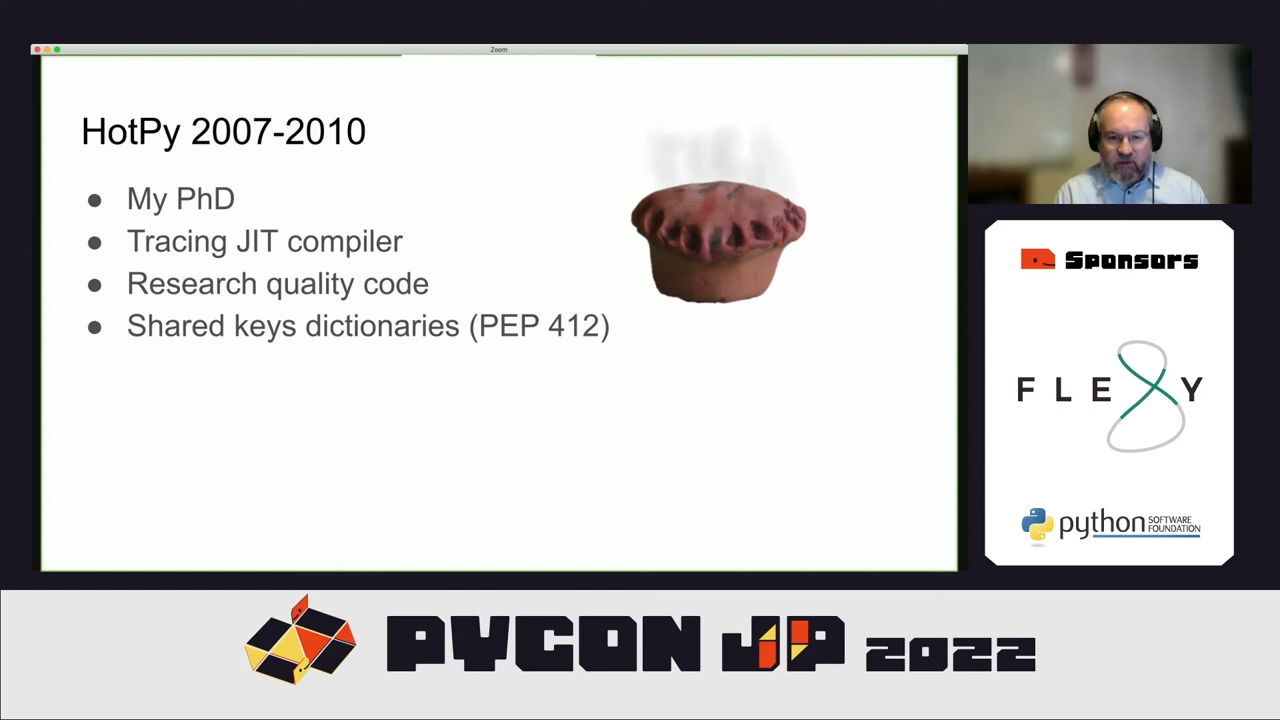 Zoom
HotPy 2007-2010
● My PhD
● Tracing JIT compiler
● Research quality code
● Shared keys dictionaries (PEP 412)
Sponsors
FLEXY
python SOFTWARE FOUNDATION
PYCON JP 2022